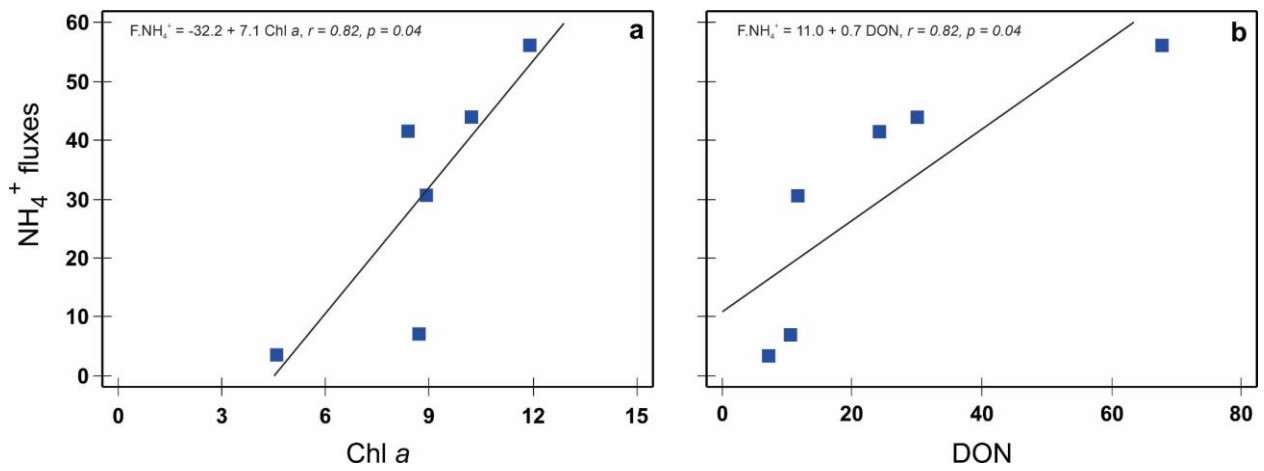 F.NH₄⁺ = -32.2 + 7.1 Chl a, r = 0.82, p = 0.04
a
60
50
40
30
20
10
0
NH₄⁺ fluxes
0 3 6 9 12 15
Chl a
F.NH₄⁺ = 11.0 + 0.7 DON, r = 0.82, p = 0.04
b
0 20 40 60 80
DON